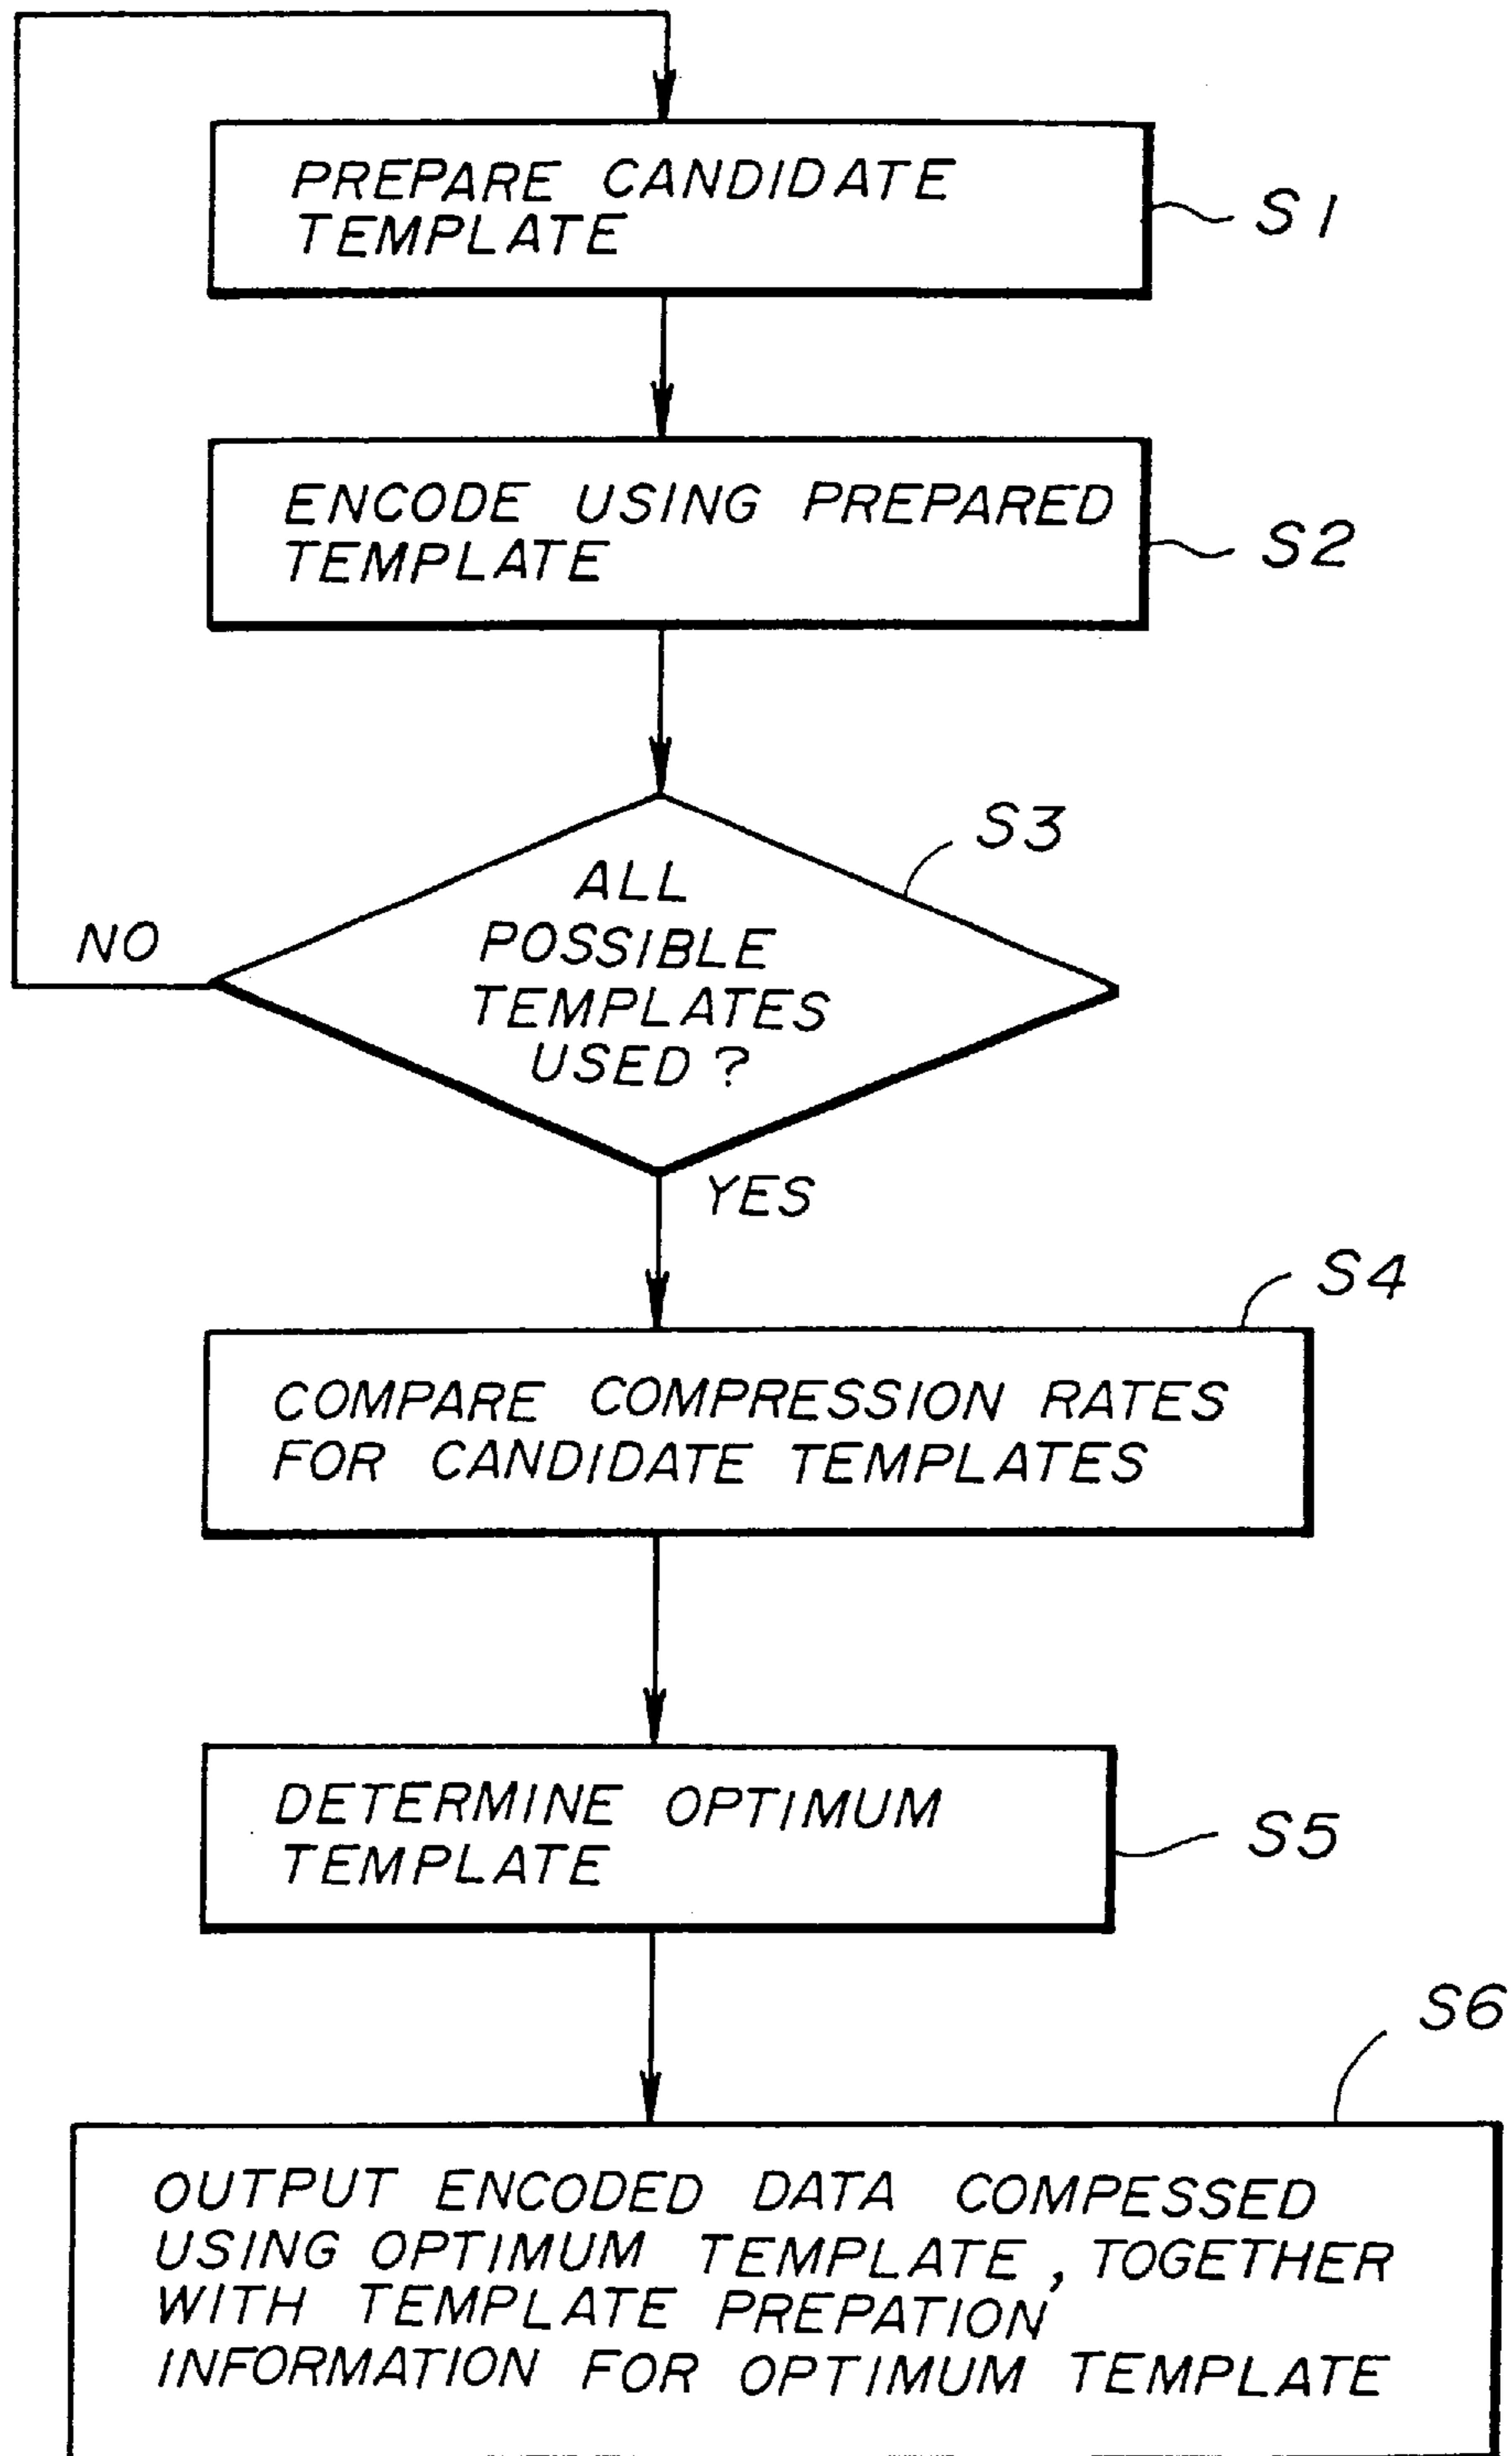 PREPARE CANDIDATE
TEMPLATE
S1
ENCODE USING PREPARED
TEMPLATE
S2
S3
ALL
POSSIBLE
TEMPLATES
USED?
NO
YES
S4
COMPARE COMPRESSION RATES
FOR CANDIDATE TEMPLATES
DETERMINE OPTIMUM
TEMPLATE
S5
S6
OUTPUT ENCODED DATA COMPESSED
USING OPTIMUM TEMPLATE, TOGETHER
WITH TEMPLATE PREPATION
INFORMATION FOR OPTIMUM TEMPLATE